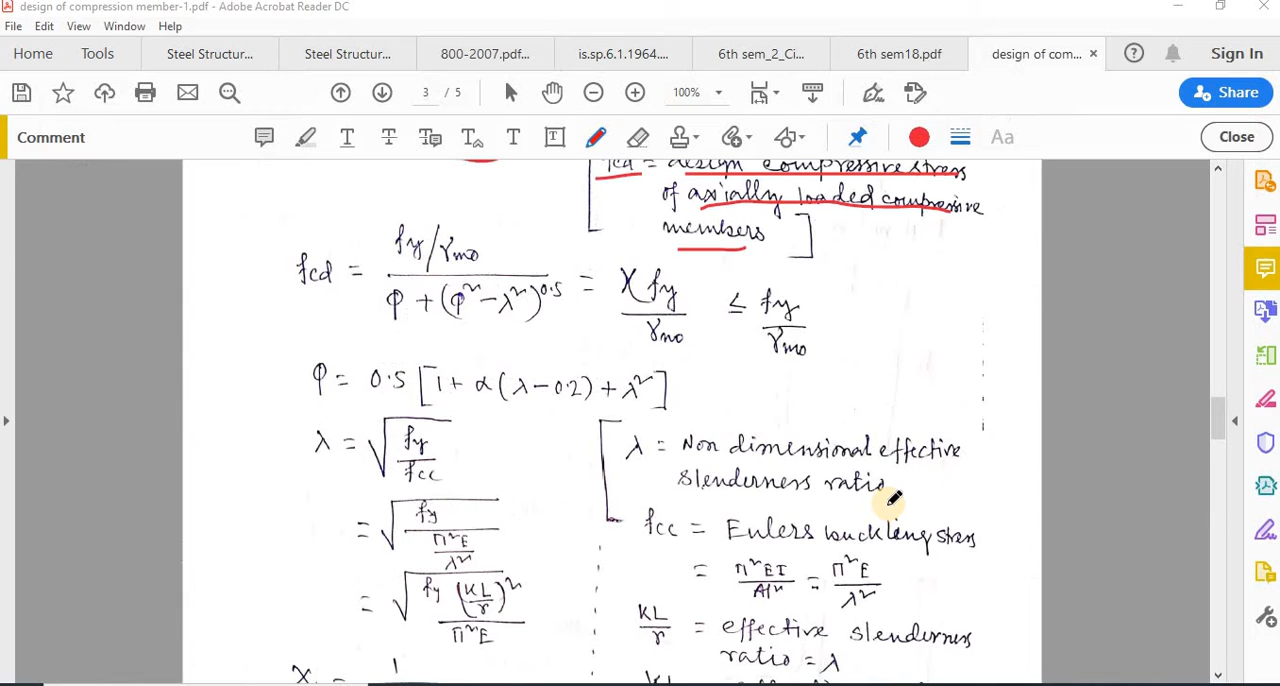 design of compression member-1.pdf - Adobe Acrobat Reader DC
File Edit View Window Help
Home Tools Steel Structur... Steel Structur... 800-2007.pdf... is.sp.6.1.1964.... 6th sem_2_Ci... 6th sem18.pdf design of com... × Sign In
3 / 5 100% Share
Comment Close
fcd = design compressive stress
of axially loaded compressive
members ]
fcd = fy/γmo / φ + (φ² − λ²)^0.5 = χ fy / γmo ≤ fy / γmo
φ = 0.5 [1 + α (λ − 0.2) + λ²]
λ = √(fy / fcc)
λ = Non dimensional effective
slenderness ratio
= √(fy / (π²E / λ²))
fcc = Eulers buckling stress
= π²EI / Al² = π²E / λ²
= √(fy (KL/r)² / π²E)
KL/r = effective slenderness
ratio = λ